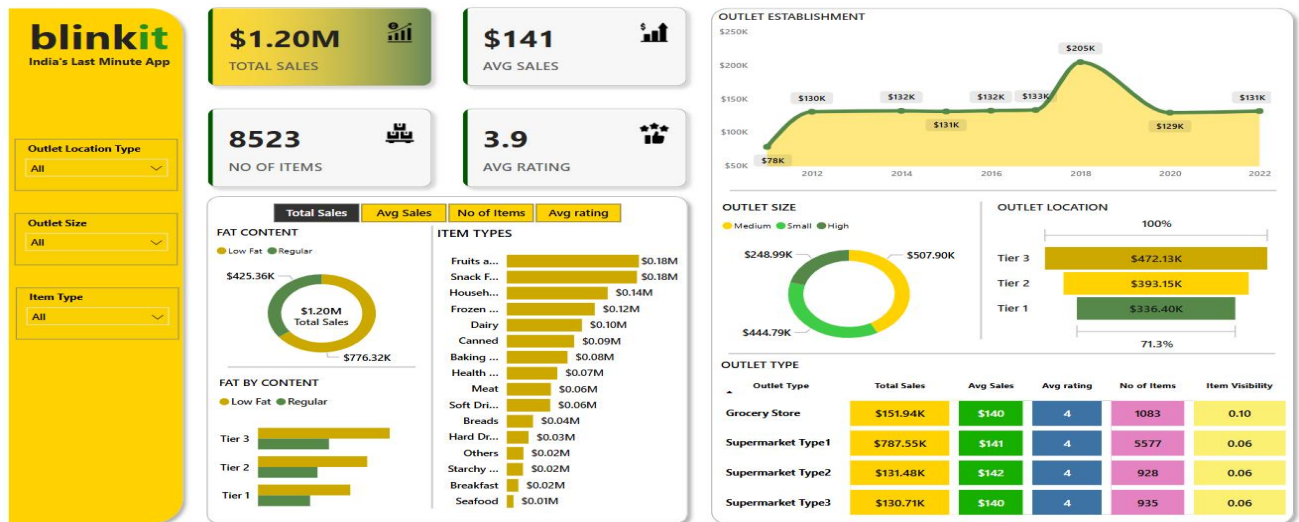 blinkit
India's Last Minute App
Outlet Location Type
All
Outlet Size
All
Item Type
All
$1.20M
TOTAL SALES
$141
AVG SALES
8523
NO OF ITEMS
3.9
AVG RATING
Total Sales Avg Sales No of Items Avg rating
FAT CONTENT
Low Fat Regular
$425.36K
$1.20M
Total Sales
$776.32K
FAT BY CONTENT
Low Fat Regular
Tier 3
Tier 2
Tier 1
ITEM TYPES
Fruits a... $0.18M
Snack F... $0.18M
Househ... $0.14M
Frozen ... $0.12M
Dairy $0.10M
Canned $0.09M
Baking ... $0.08M
Health ... $0.07M
Meat $0.06M
Soft Dri... $0.06M
Breads $0.04M
Hard Dr... $0.03M
Others $0.02M
Starchy ... $0.02M
Breakfast $0.02M
Seafood $0.01M
OUTLET ESTABLISHMENT
$250K
$200K
$150K
$100K
$50K
$78K $130K $132K $131K $132K $133K $205K $129K $131K
2012 2014 2016 2018 2020 2022
OUTLET SIZE
Medium Small High
$248.99K $507.90K
$444.79K
OUTLET LOCATION
100%
Tier 3 $472.13K
Tier 2 $393.15K
Tier 1 $336.40K
71.3%
OUTLET TYPE
Outlet Type Total Sales Avg Sales Avg rating No of Items Item Visibility
Grocery Store $151.94K $140 4 1083 0.10
Supermarket Type1 $787.55K $141 4 5577 0.06
Supermarket Type2 $131.48K $142 4 928 0.06
Supermarket Type3 $130.71K $140 4 935 0.06